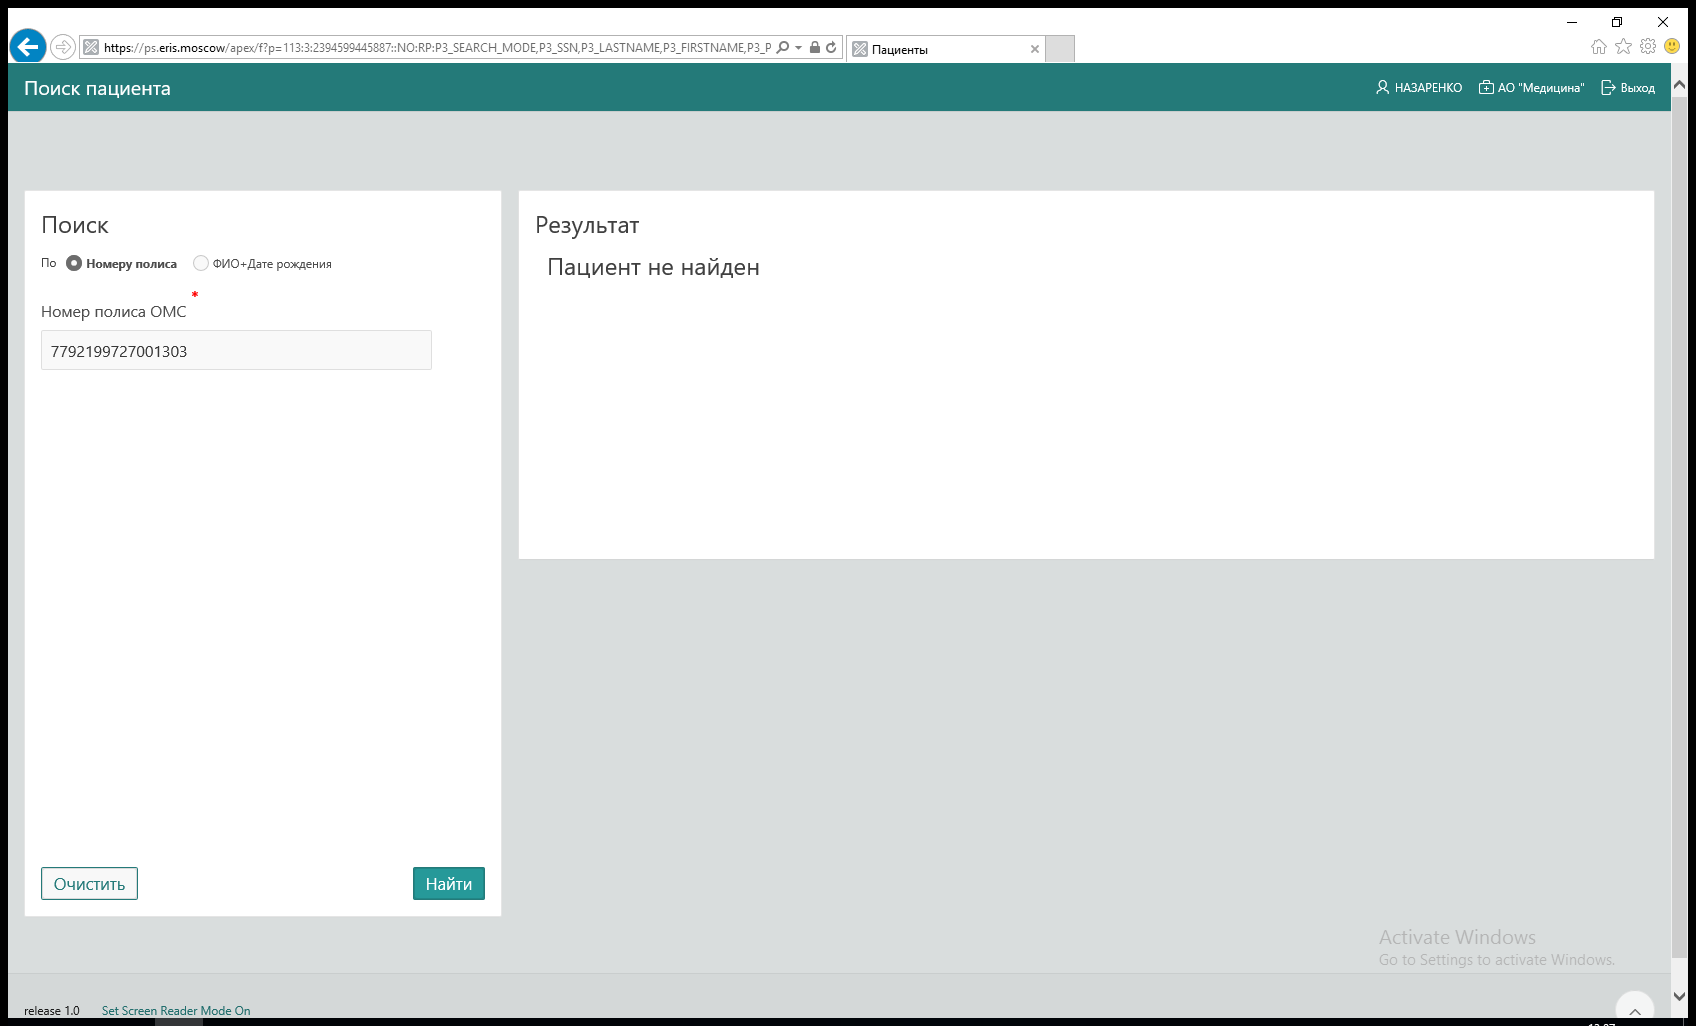 https://ps.eris.moscow/apex/f?p=113:3:2394599445887::NO:RP:P3_SEARCH_MODE,P3_SSN,P3_LASTNAME,P3_FIRSTNAME,P3_P
Пациенты
Поиск пациента
НАЗАРЕНКО
АО "Медицина"
Выход
Поиск
По Номеру полиса ФИО+Дате рождения
Номер полиса ОМС *
7792199727001303
Очистить
Найти
Результат
Пациент не найден
Activate Windows
Go to Settings to activate Windows.
release 1.0
Set Screen Reader Mode On